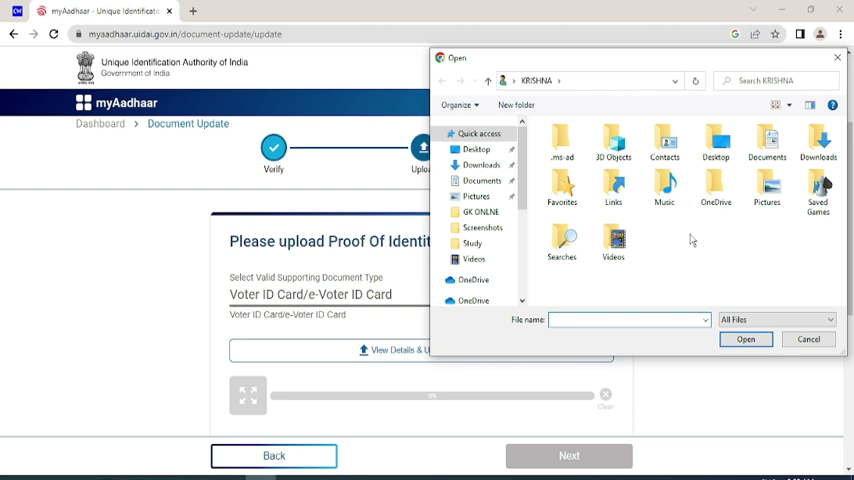 CW
myAadhaar - Unique Identificatio
myaadhaar.uidai.gov.in/document-update/update
Unique Identification Authority of India
Government of India
myAadhaar
Dashboard > Document Update
Verify
Uploa
Please upload Proof Of Identit
Select Valid Supporting Document Type
Voter ID Card/e-Voter ID Card
Voter ID Card/e-Voter ID Card
View Details & U
0%
Clear
Back
Next
Open
KRISHNA
Search KRISHNA
Organize
New folder
Quick access
Desktop
Downloads
Documents
Pictures
GK ONLNE
Screenshots
Study
Videos
OneDrive
OneDrive
.ms-ad
3D Objects
Contacts
Desktop
Documents
Downloads
Favorites
Links
Music
OneDrive
Pictures
Saved
Games
Searches
Videos
File name:
All Files
Open
Cancel